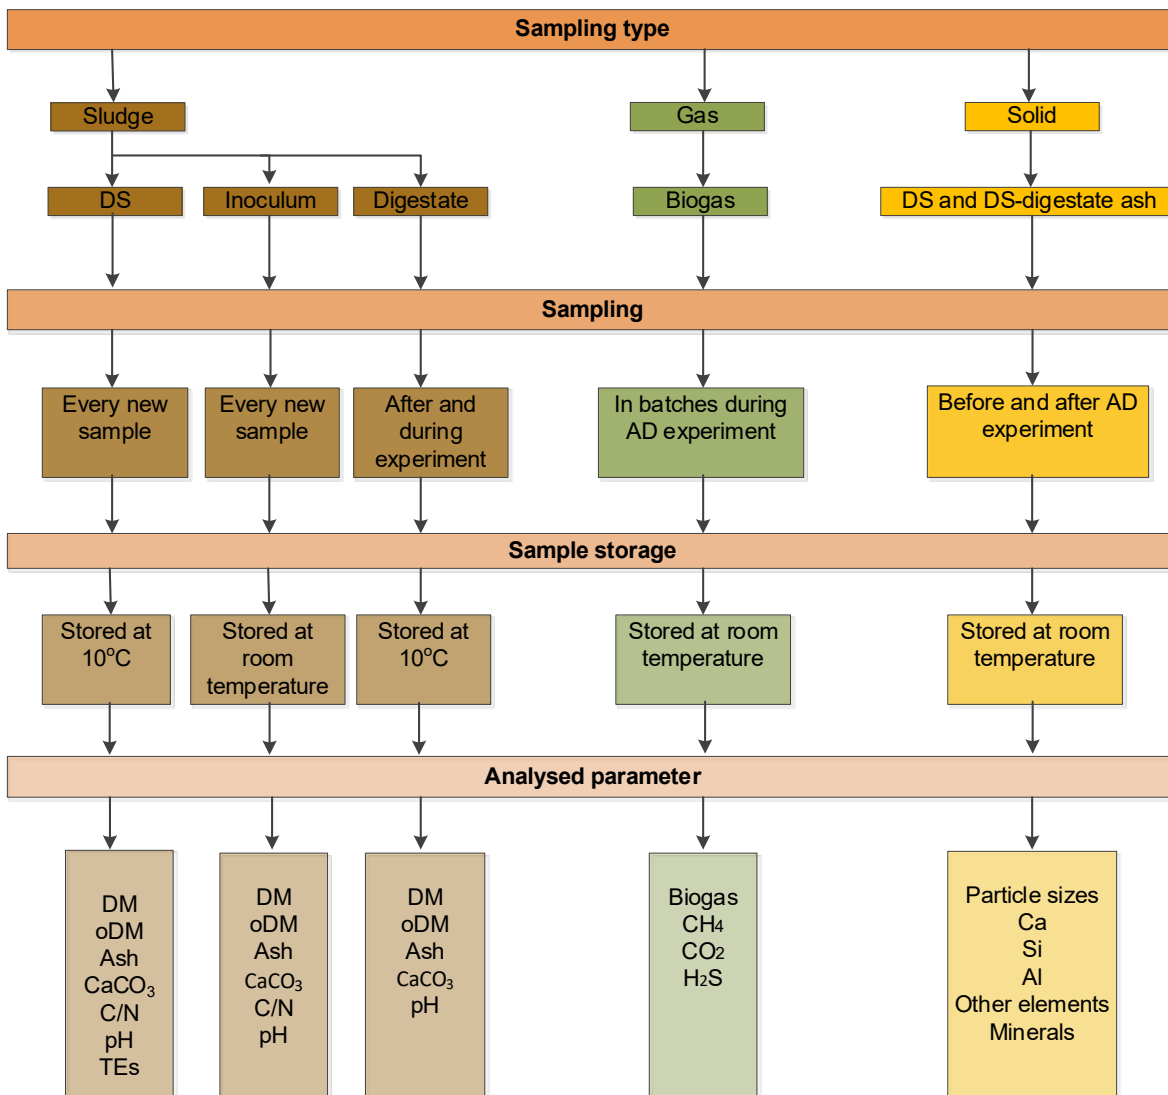 Sampling type
Sludge
Gas
Solid
DS
Inoculum
Digestate
Biogas
DS and DS-digestate ash
Sampling
Every new
sample
Every new
sample
After and
during
experiment
In batches during
AD experiment
Before and after AD
experiment
Sample storage
Stored at
10°C
Stored at
room
temperature
Stored at
10°C
Stored at room
temperature
Stored at room
temperature
Analysed parameter
DM
oDM
Ash
CaCO₃
C/N
pH
TEs
DM
oDM
Ash
CaCO₃
C/N
pH
DM
oDM
Ash
CaCO₃
pH
Biogas
CH₄
CO₂
H₂S
Particle sizes
Ca
Si
Al
Other elements
Minerals